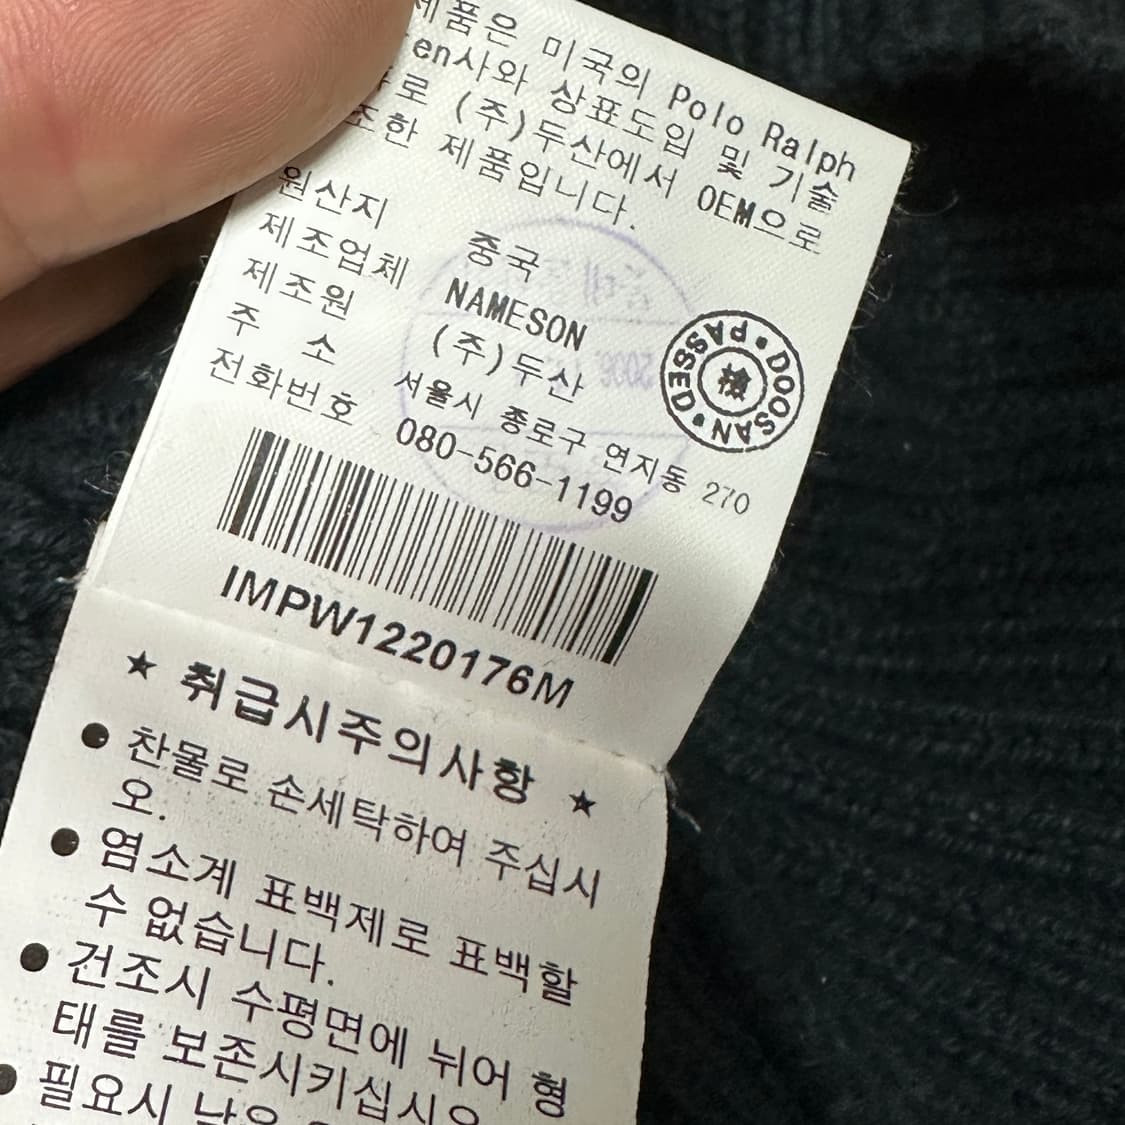 제품은 미국의 Polo Ralph
en사와 상표도입 및 기술
로 (주)두산에서 OEM으로
조한 제품입니다.
원산지 중국
제조업체 NAMESON
제조원 (주)두산
주 소 서울시 종로구 연지동 270
전화번호 080-566-1199
DOOSAN • PASSED •
檢
IMPW1220176M
★ 취급시주의사항 ★
● 찬물로 손세탁하여 주십시
오.
● 염소계 표백제로 표백할
수 없습니다.
● 건조시 수평면에 뉘어 형
태를 보존시키십시오
● 필요시 낮은